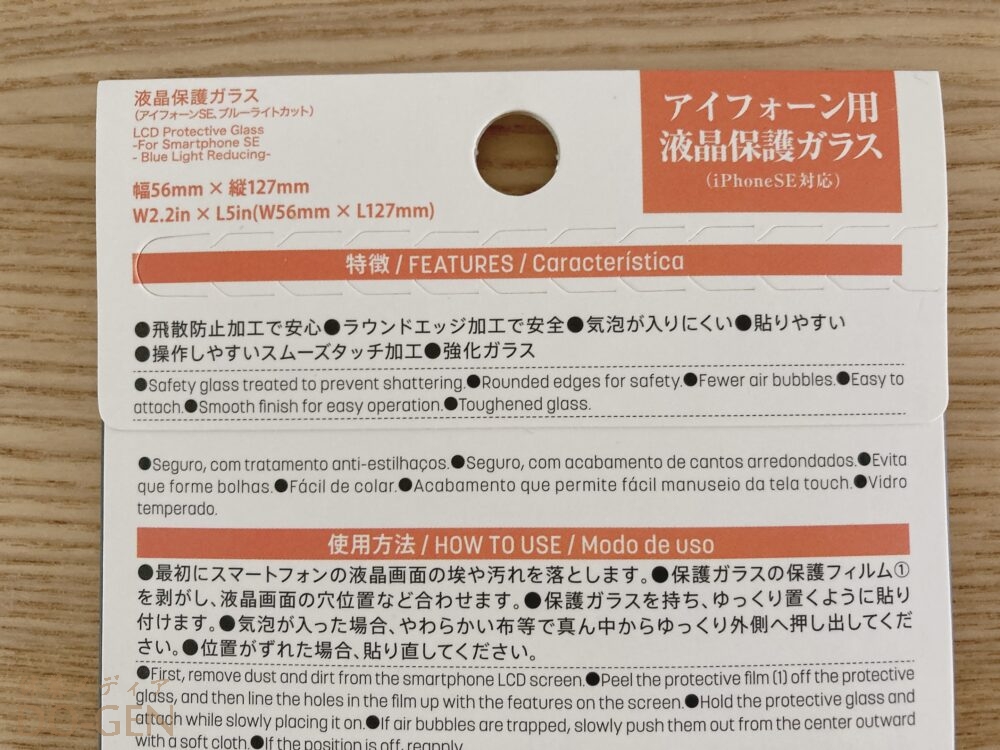 液晶保護ガラス
(アイフォーンSE、ブルーライトカット)
LCD Protective Glass
-For Smartphone SE
- Blue Light Reducing-
幅56mm × 縦127mm
W2.2in × L5in(W56mm × L127mm)
アイフォーン用
液晶保護ガラス
(iPhoneSE対応)
特徴 / FEATURES / Característica
●飛散防止加工で安心●ラウンドエッジ加工で安全●気泡が入りにくい●貼りやすい
●操作しやすいスムーズタッチ加工●強化ガラス
●Safety glass treated to prevent shattering.●Rounded edges for safety.●Fewer air bubbles.●Easy to
attach.●Smooth finish for easy operation.●Toughened glass.
●Seguro, com tratamento anti-estilhaços.●Seguro, com acabamento de cantos arredondados.●Evita
que forme bolhas.●Fácil de colar.●Acabamento que permite fácil manuseio da tela touch.●Vidro
temperado.
使用方法 / HOW TO USE / Modo de uso
●最初にスマートフォンの液晶画面の埃や汚れを落とします。●保護ガラスの保護フィルム①
を剥がし、液晶画面の穴位置など合わせます。●保護ガラスを持ち、ゆっくり置くように貼り
付けます。●気泡が入った場合、やわらかい布等で真ん中からゆっくり外側へ押し出してくだ
さい。●位置がずれた場合、貼り直してください。
●First, remove dust and dirt from the smartphone LCD screen.●Peel the protective film (1) off the protective
glass, and then line the holes in the film up with the features on the screen.●Hold the protective glass and
attach while slowly placing it on.●If air bubbles are trapped, slowly push them out from the center outward
with a soft cloth.●If the position is off, reapply.
ディア
GEN